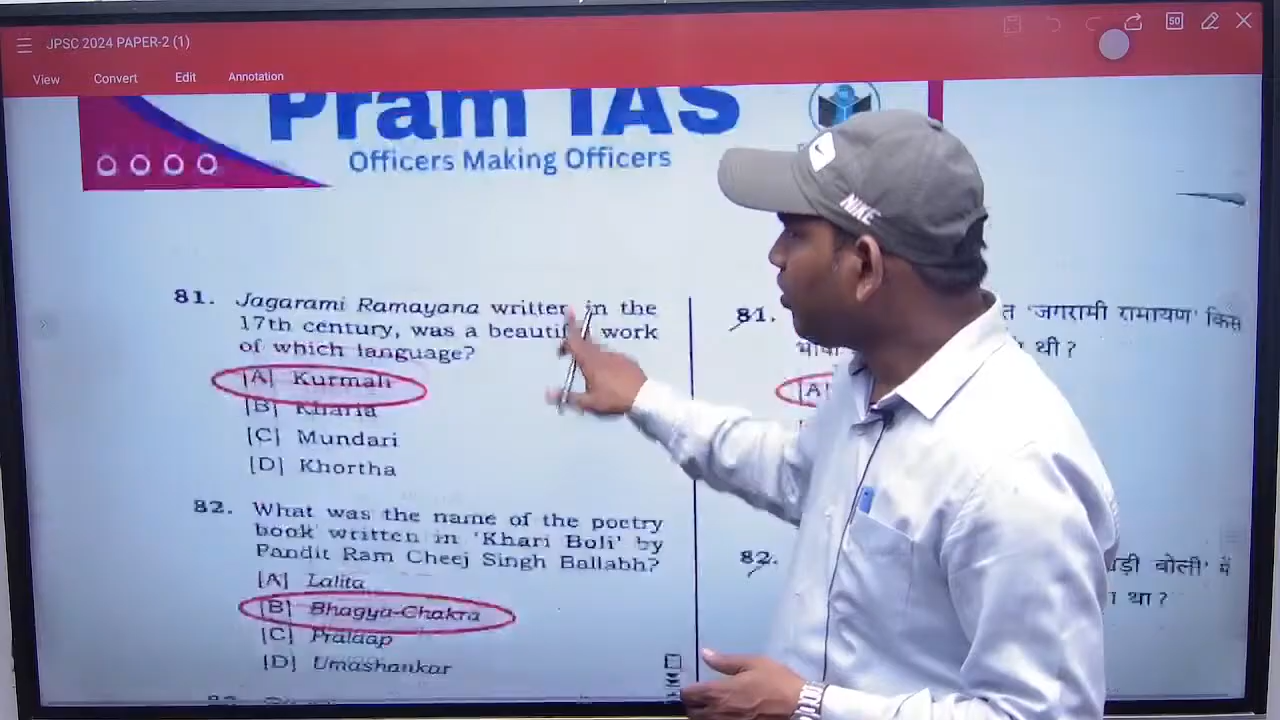 JPSC 2024 PAPER-2 (1)
50
View Convert Edit Annotation
Pram IAS
Officers Making Officers
NIKE
81. Jagarami Ramayana written in the
17th century, was a beautiful work
of which language?
[A] Kurmali
[B] Kharia
[C] Mundari
[D] Khortha
82. What was the name of the poetry
book written in 'Khari Boli' by
Pandit Ram Cheej Singh Ballabh?
[A] Lalita
[B] Bhagya-Chakra
[C] Pralaap
[D] Umashankar
81. 'जगरामी रामायण' किस
थी ?
[A]
82. बोली' में
था ?